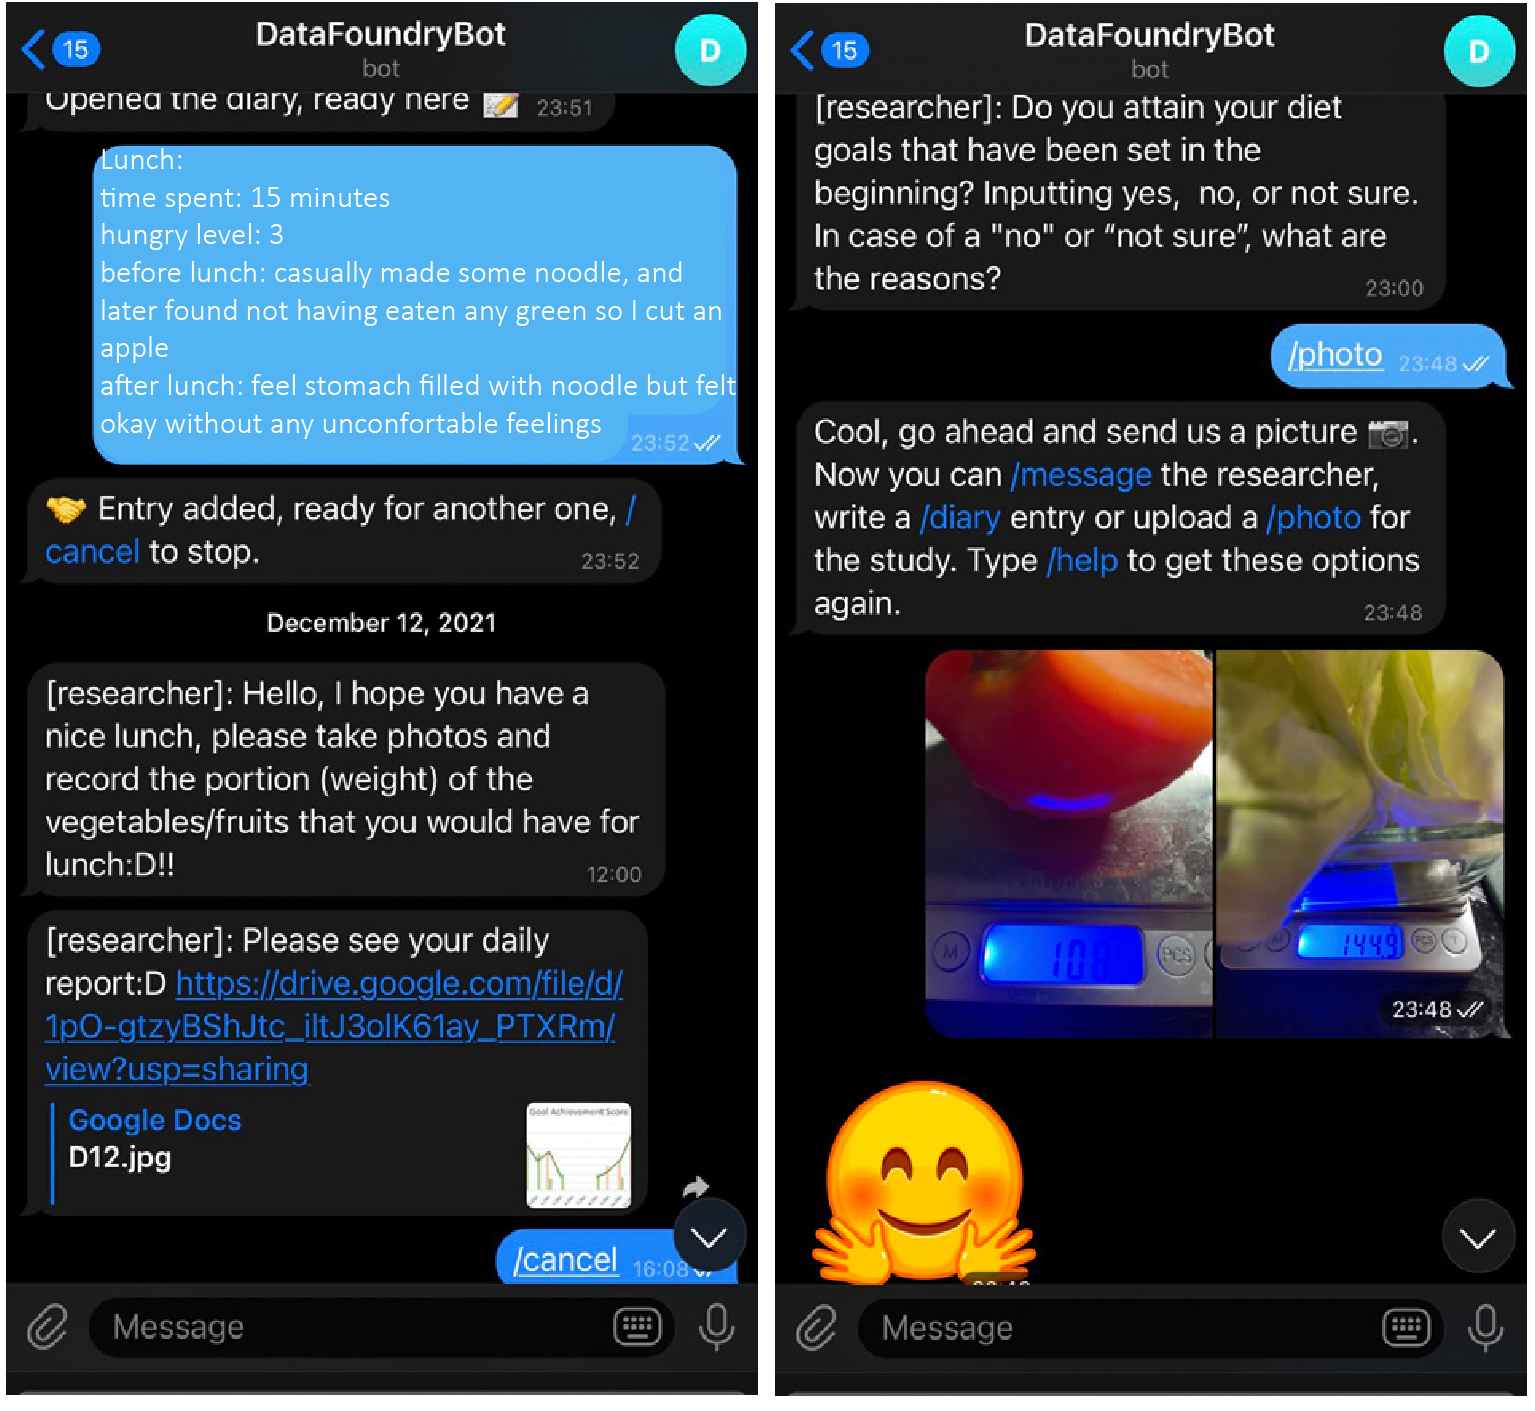 15
DataFoundryBot
bot
D
Opened the diary, ready here 📝 23:51
Lunch:
time spent: 15 minutes
hungry level: 3
before lunch: casually made some noodle, and
later found not having eaten any green so I cut an
apple
after lunch: feel stomach filled with noodle but felt
okay without any unconfortable feelings
23:52
🤝 Entry added, ready for another one, /
cancel to stop.
23:52
December 12, 2021
[researcher]: Hello, I hope you have a
nice lunch, please take photos and
record the portion (weight) of the
vegetables/fruits that you would have for
lunch:D!!
12:00
[researcher]: Please see your daily
report:D https://drive.google.com/file/d/
1pO-gtzyBShJtc_iltJ3olK61ay_PTXRm/
view?usp=sharing
Google Docs
D12.jpg
Goal Achievement Score
/cancel 16:08
Message
15
DataFoundryBot
bot
D
[researcher]: Do you attain your diet
goals that have been set in the
beginning? Inputting yes,  no, or not sure.
In case of a "no" or “not sure”, what are
the reasons?
23:00
/photo 23:48
Cool, go ahead and send us a picture 📷.
Now you can /message the researcher,
write a /diary entry or upload a /photo for
the study. Type /help to get these options
again.
23:48
M
108
PCS
M
144.9
PCS
T
23:48
Message